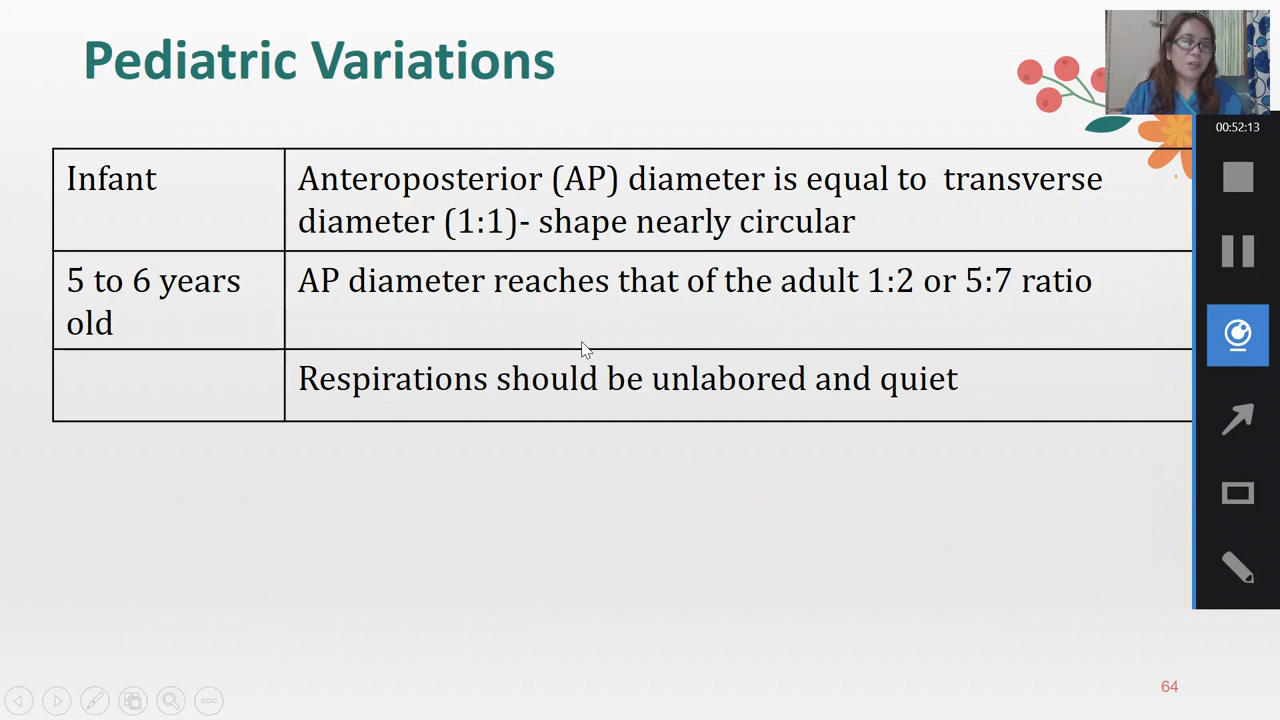 Pediatric Variations
00:52:13
Infant
Anteroposterior (AP) diameter is equal to  transverse
diameter (1:1)- shape nearly circular
5 to 6 years
old
AP diameter reaches that of the adult 1:2 or 5:7 ratio
Respirations should be unlabored and quiet
64